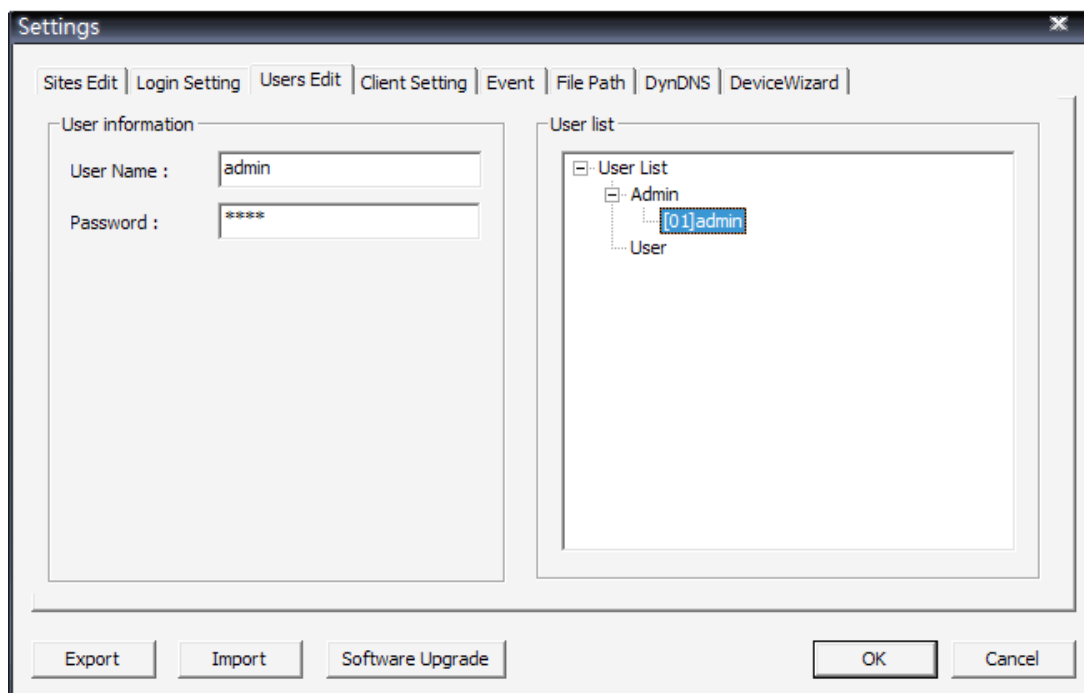 Settings
Sites Edit Login Setting Users Edit Client Setting Event File Path DynDNS DeviceWizard
User information
User Name : admin
Password : ****
User list
User List
Admin
[01]admin
User
Export Import Software Upgrade OK Cancel